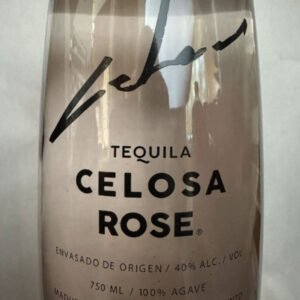 TEQUILA
CELOSA
ROSE®
ENVASADO DE ORIGEN / 40% ALC. / VOL.
750 ML / 100% AGAVE